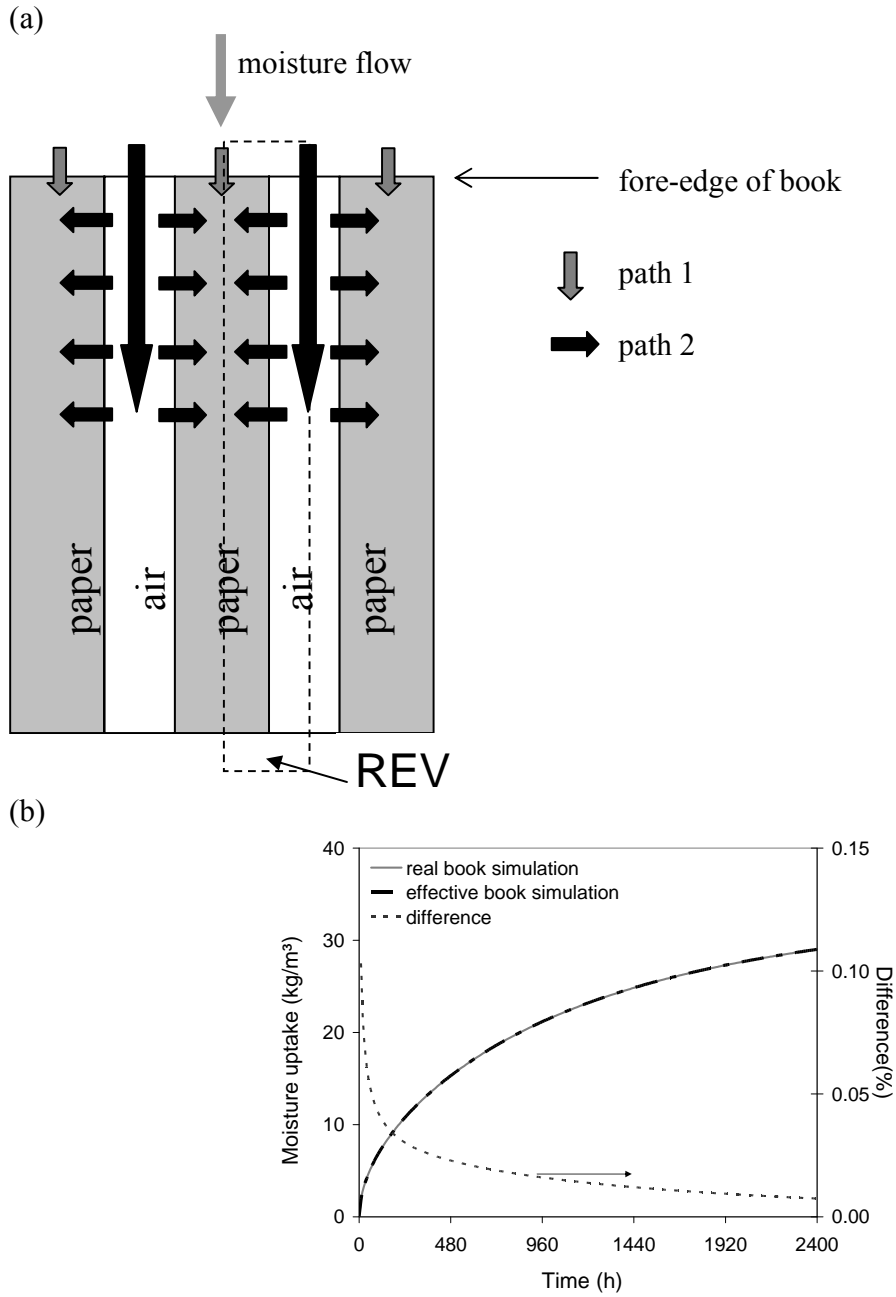 (a)
moisture flow
fore-edge of book
path 1
path 2
paper
air
paper
air
paper
REV
(b)
real book simulation
effective book simulation
difference
Moisture uptake (kg/m³)
40
30
20
10
0
0.15
0.10
0.05
0.00
Difference(%)
0 480 960 1440 1920 2400
Time (h)